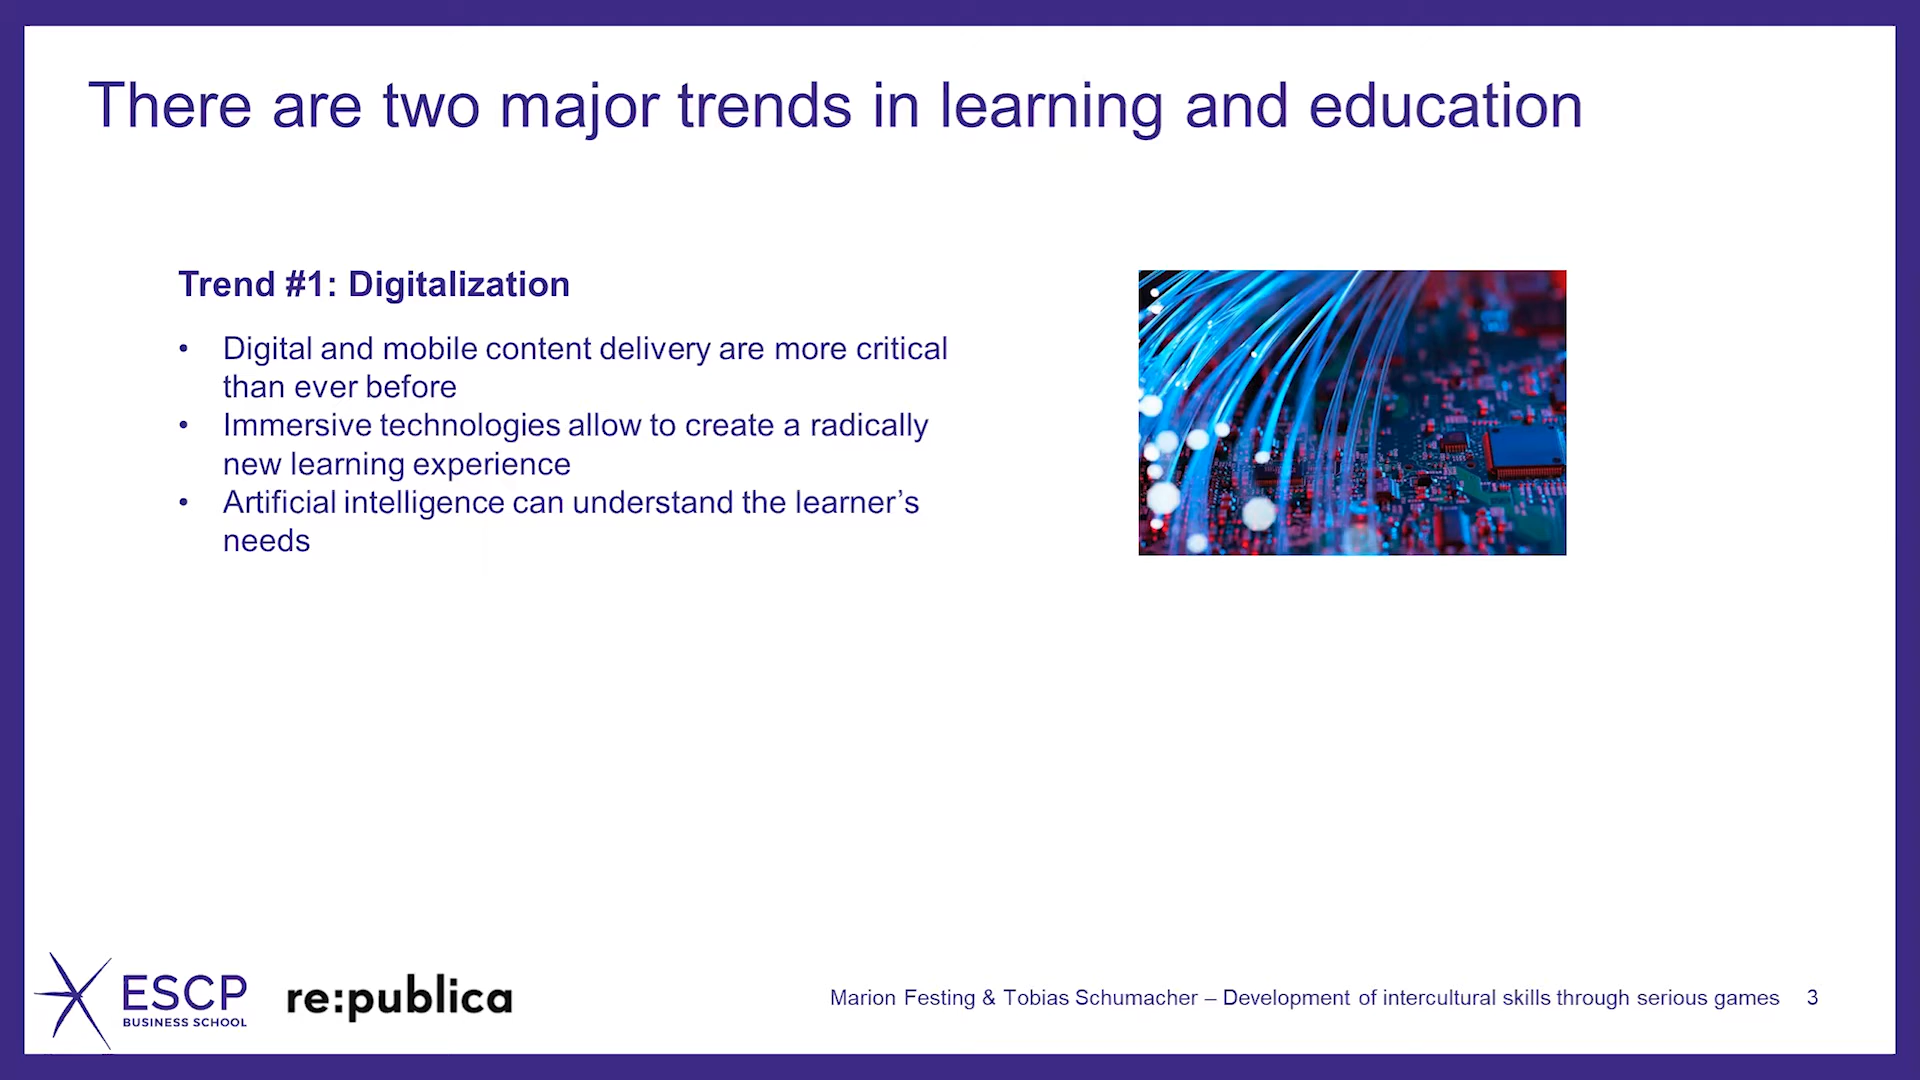 There are two major trends in learning and education
Trend #1: Digitalization
• Digital and mobile content delivery are more critical
than ever before
• Immersive technologies allow to create a radically
new learning experience
• Artificial intelligence can understand the learner’s
needs
ESCP
BUSINESS SCHOOL
re:publica
Marion Festing & Tobias Schumacher – Development of intercultural skills through serious games 3